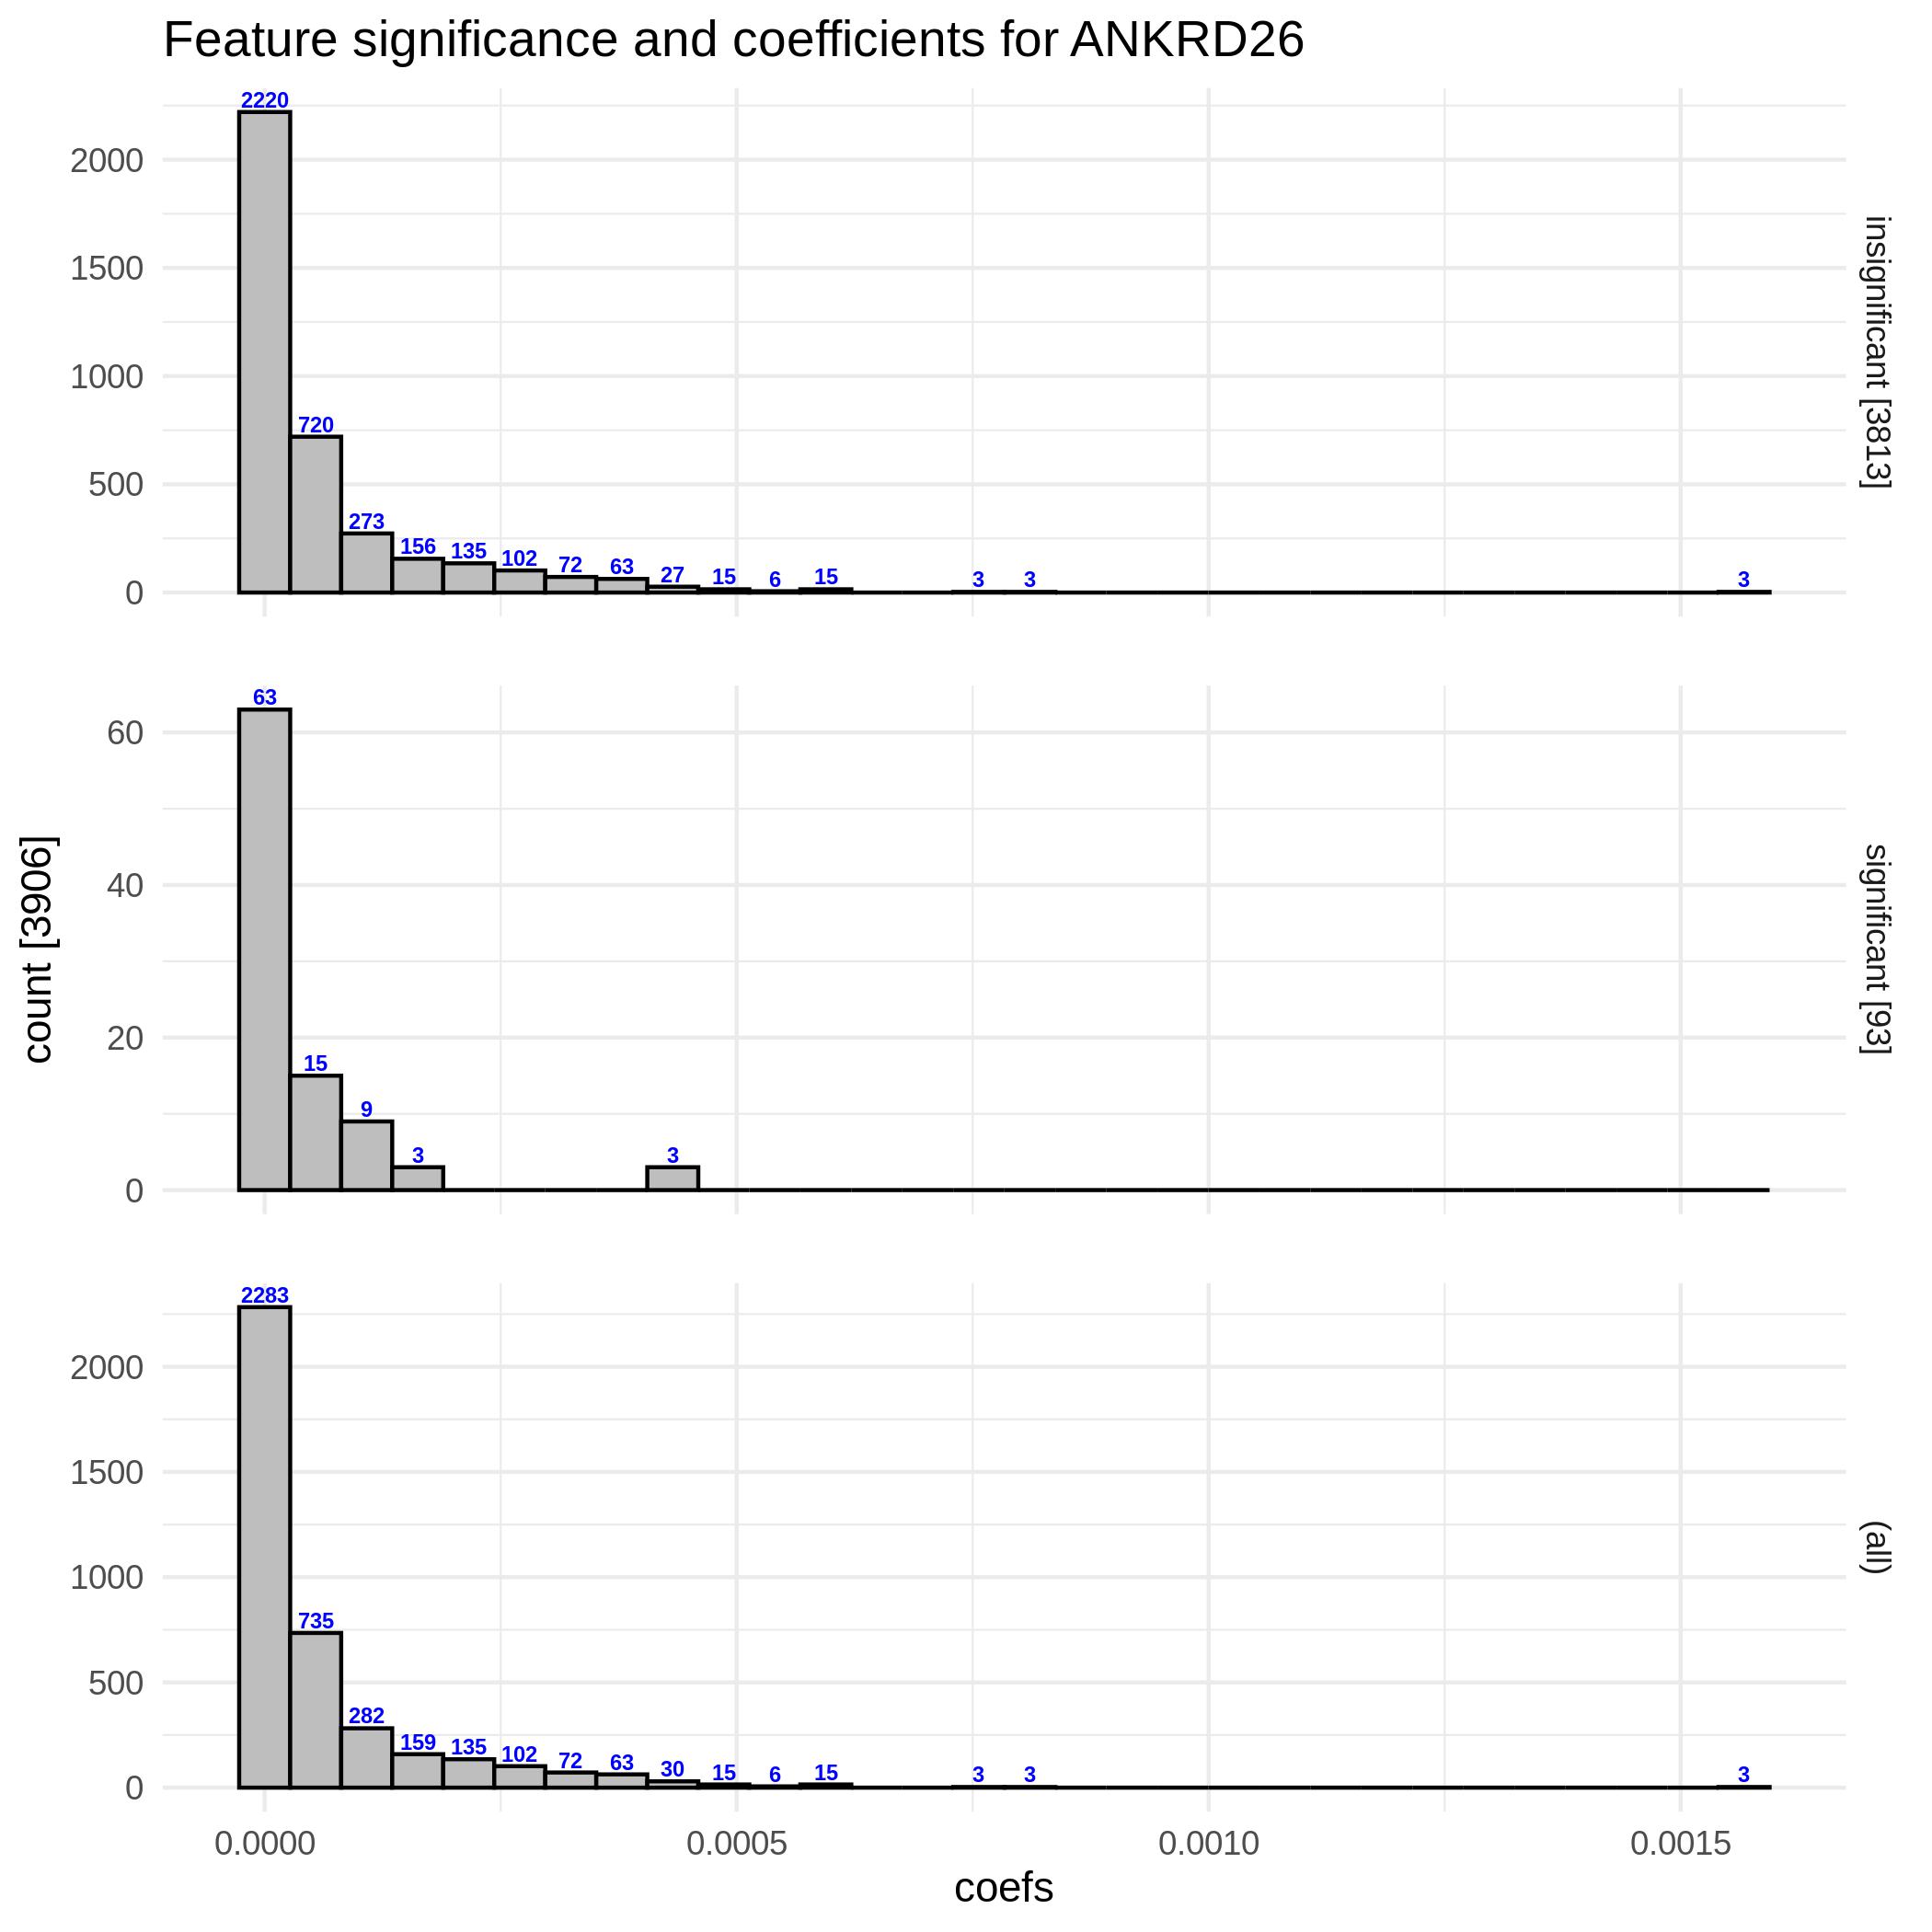 Feature significance and coefficients for ANKRD26
2220
2000
1500
1000
720
500
273
156 135 102 72 63 27 15 6 15 3 3 3
0
insignificant [3813]
63
60
40
20
15
9
3 3
0
significant [93]
count [3906]
2283
2000
1500
1000
735
500
282
159 135 102 72 63 30 15 6 15 3 3 3
0
(all)
0.0000 0.0005 0.0010 0.0015
coefs